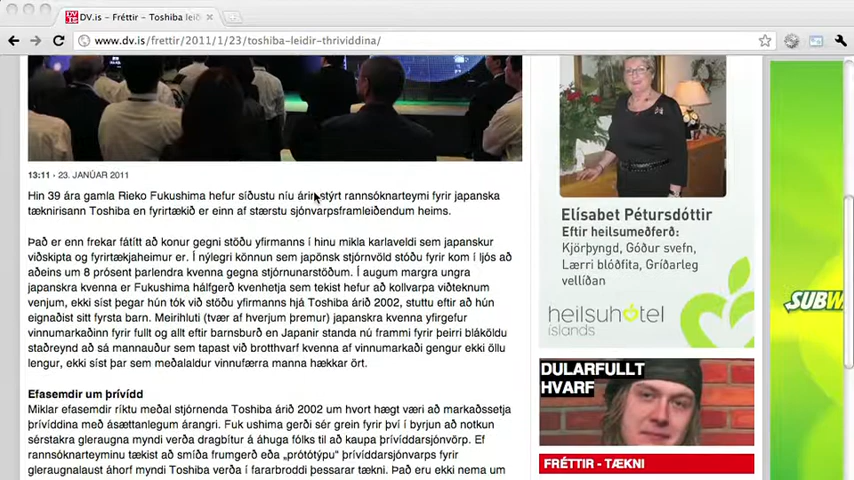 DV.is - Fréttir - Toshiba leið
www.dv.is/frettir/2011/1/23/toshiba-leidir-thrividdina/
13:11 › 23. JANÚAR 2011
Hin 39 ára gamla Rieko Fukushima hefur síðustu níu árin stýrt rannsóknarteymi fyrir japanska
tæknirisann Toshiba en fyrirtækið er einn af stærstu sjónvarpsframleiðendum heims.
Það er enn frekar fátítt að konur gegni stöðu yfirmanns í hinu mikla karlaveldi sem japanskur
viðskipta og fyrirtækjaheimur er. Í nýlegri könnun sem japönsk stjórnvöld stóðu fyrir kom í ljós að
aðeins um 8 prósent þarlendra kvenna gegna stjórnunarstöðum. Í augum margra ungra
japanskra kvenna er Fukushima hálfgerð kvenhetja sem tekist hefur að kollvarpa viðteknum
venjum, ekki síst þegar hún tók við stöðu yfirmanns hjá Toshiba árið 2002, stuttu eftir að hún
eignaðist sitt fyrsta barn. Meirihluti (tvær af hverjum þremur) japanskra kvenna yfirgefur
vinnumarkaðinn fyrir fullt og allt eftir barnsburð en Japanir standa nú frammi fyrir þeirri bláköldu
staðreynd að sá mannauður sem tapast við brotthvarf kvenna af vinnumarkaði gengur ekki öllu
lengur, ekki síst þar sem meðalaldur vinnufærra manna hækkar ört.
Efasemdir um þrívídd
Miklar efasemdir ríktu meðal stjórnenda Toshiba árið 2002 um hvort hægt væri að markaðssetja
þrívíddina með ásættanlegum árangri. Fuk ushima gerði sér grein fyrir því í byrjun að notkun
sérstakra gleraugna myndi verða dragbítur á áhuga fólks til að kaupa þrívíddarsjónvörp. Ef
rannsóknarteyminu tækist að smíða frumgerð eða „prótótýpu" þrívíddarsjónvarps fyrir
gleraugnalaust áhorf myndi Toshiba verða í fararbroddi þessarar tækni. Það eru ekki nema um
Elísabet Pétursdóttir
Eftir heilsumeðferð:
Kjörþyngd, Góður svefn,
Lærri blóðfita, Gríðarleg
vellíðan
heilsuhótel
íslands
DULARFULLT
HVARF
FRÉTTIR - TÆKNI
SUBW